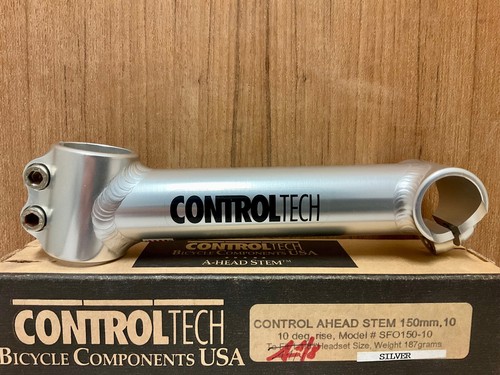 CONTROLTECH
CONTROLTECH
BICYCLE COMPONENTS USA
A-HEAD STEM™
CONTROLTECH
BICYCLE COMPONENTS USA
CONTROL AHEAD STEM 150mm,10
10 deg. rise, Model # SFO150-10
Headset Size, Weight 187grams
SILVER